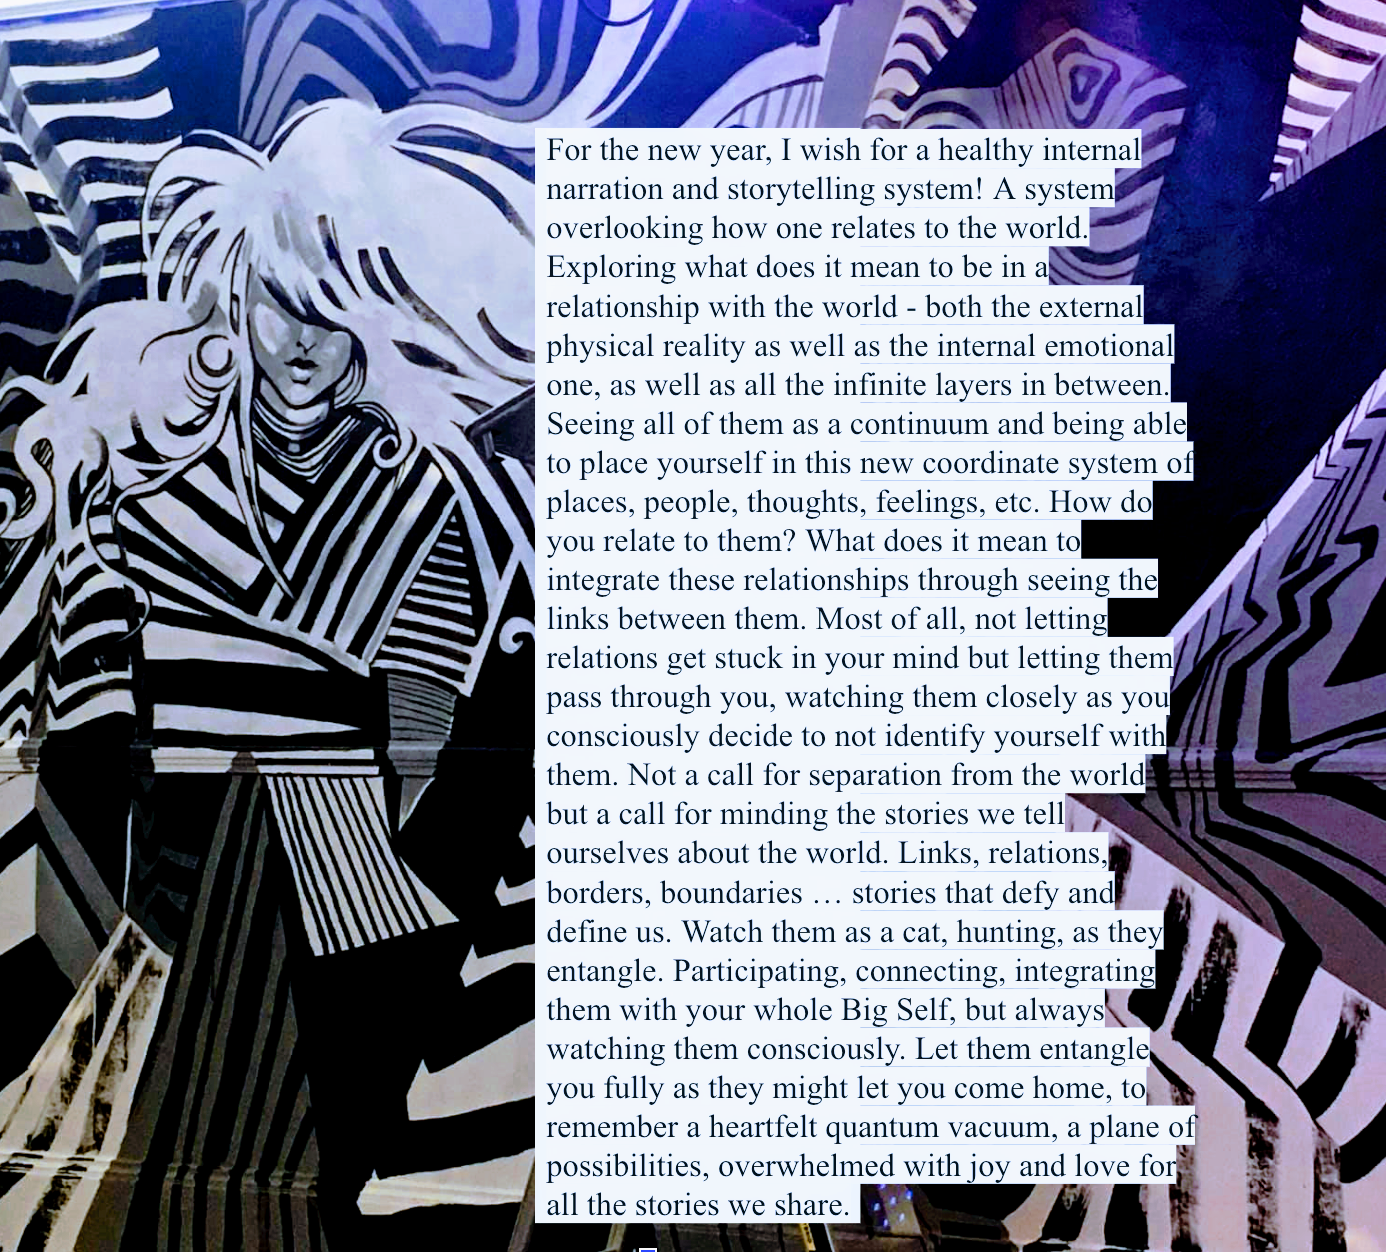 For the new year, I wish for a healthy internal
narration and storytelling system! A system
overlooking how one relates to the world.
Exploring what does it mean to be in a
relationship with the world - both the external
physical reality as well as the internal emotional
one, as well as all the infinite layers in between.
Seeing all of them as a continuum and being able
to place yourself in this new coordinate system of
places, people, thoughts, feelings, etc. How do
you relate to them? What does it mean to
integrate these relationships through seeing the
links between them. Most of all, not letting
relations get stuck in your mind but letting them
pass through you, watching them closely as you
consciously decide to not identify yourself with
them. Not a call for separation from the world
but a call for minding the stories we tell
ourselves about the world. Links, relations,
borders, boundaries … stories that defy and
define us. Watch them as a cat, hunting, as they
entangle. Participating, connecting, integrating
them with your whole Big Self, but always
watching them consciously. Let them entangle
you fully as they might let you come home, to
remember a heartfelt quantum vacuum, a plane of
possibilities, overwhelmed with joy and love for
all the stories we share.